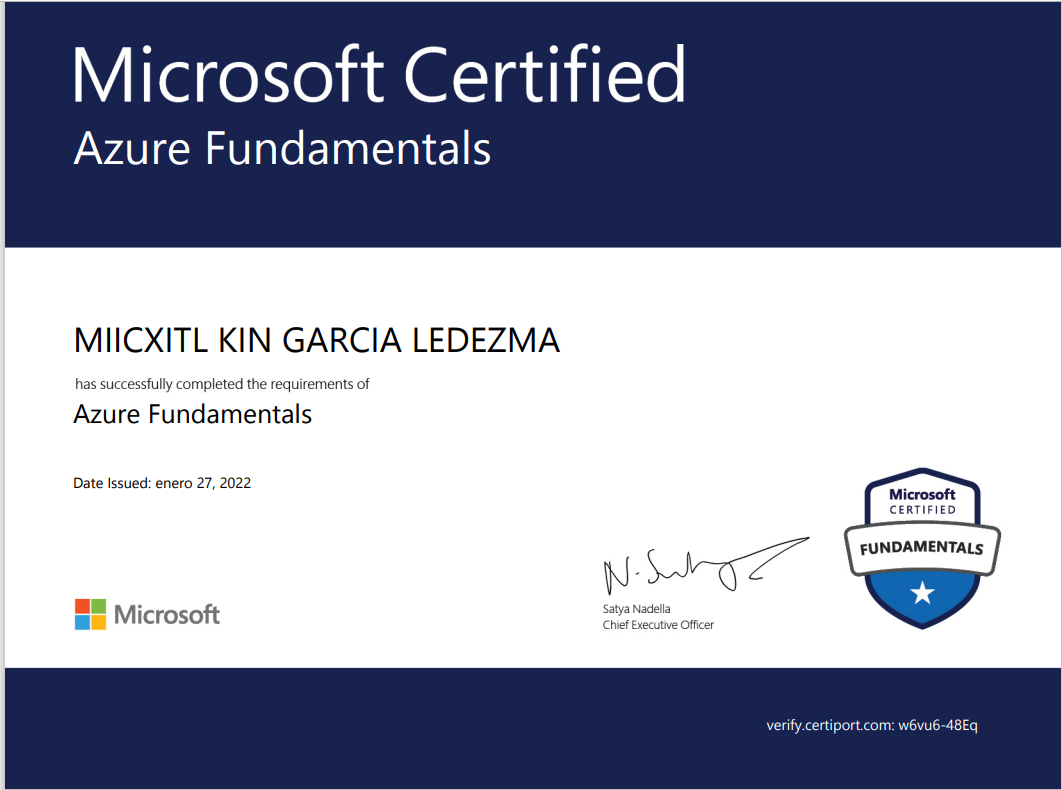 Microsoft Certified
Azure Fundamentals
MIICXITL KIN GARCIA LEDEZMA
has successfully completed the requirements of
Azure Fundamentals
Date Issued: enero 27, 2022
Microsoft
CERTIFIED
FUNDAMENTALS
Satya Nadella
Chief Executive Officer
Microsoft
verify.certiport.com: w6vu6-48Eq